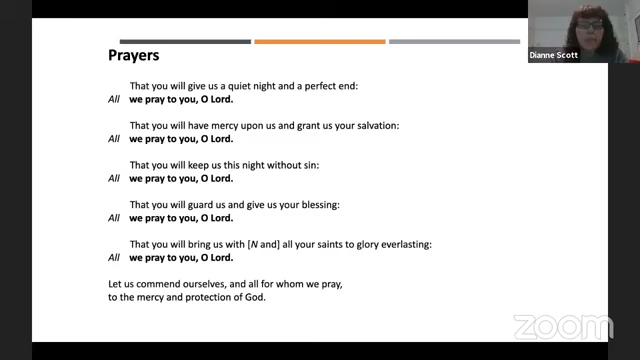 Dianne Scott
Prayers
That you will give us a quiet night and a perfect end:
All we pray to you, O Lord.
That you will have mercy upon us and grant us your salvation:
All we pray to you, O Lord.
That you will keep us this night without sin:
All we pray to you, O Lord.
That you will guard us and give us your blessing:
All we pray to you, O Lord.
That you will bring us with [N and] all your saints to glory everlasting:
All we pray to you, O Lord.
Let us commend ourselves, and all for whom we pray,
to the mercy and protection of God.
zoom